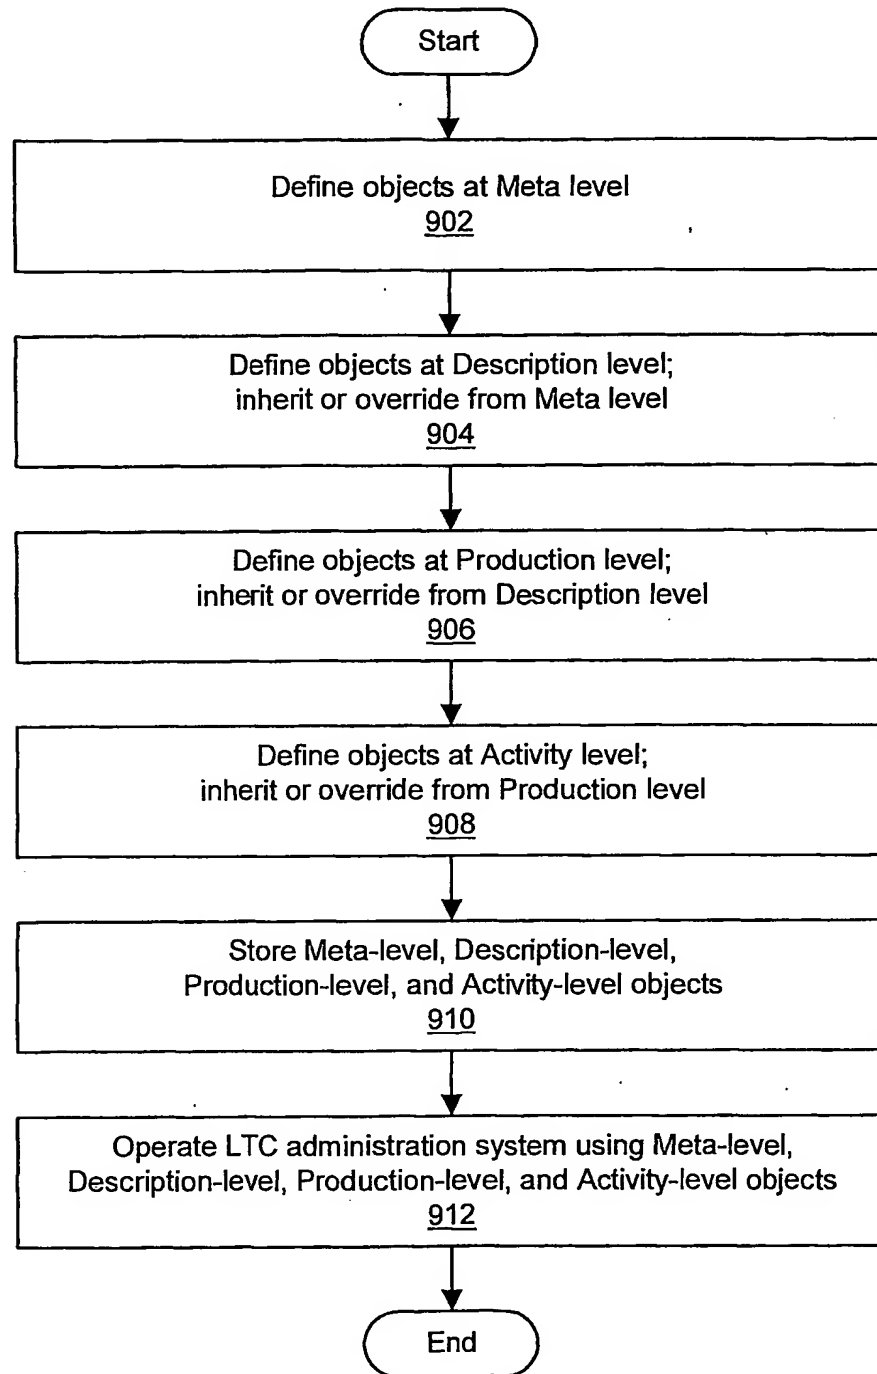 Start
Define objects at Meta level
902
Define objects at Description level;
inherit or override from Meta level
904
Define objects at Production level;
inherit or override from Description level
906
Define objects at Activity level;
inherit or override from Production level
908
Store Meta-level, Description-level,
Production-level, and Activity-level objects
910
Operate LTC administration system using Meta-level,
Description-level, Production-level, and Activity-level objects
912
End